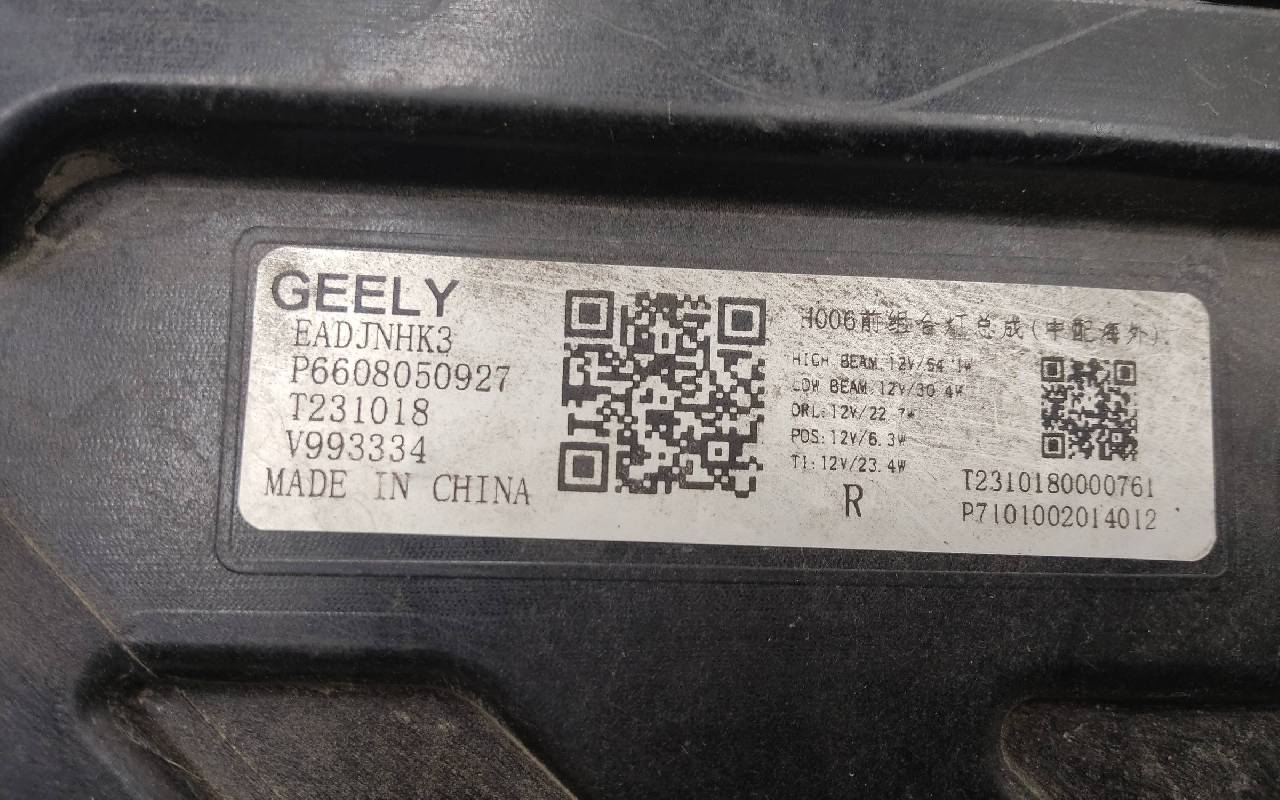 GEELY
EADJNHK3
P6608050927
T231018
V993334
MADE IN CHINA
H006前组合灯总成(中配海外)
HIGH BEAM:12V/54.1W
LOW BEAM:12V/30.4W
DRL:12V/22.7W
POS:12V/6.3W
TI:12V/23.4W
R
T2310180000761
P7101002014012